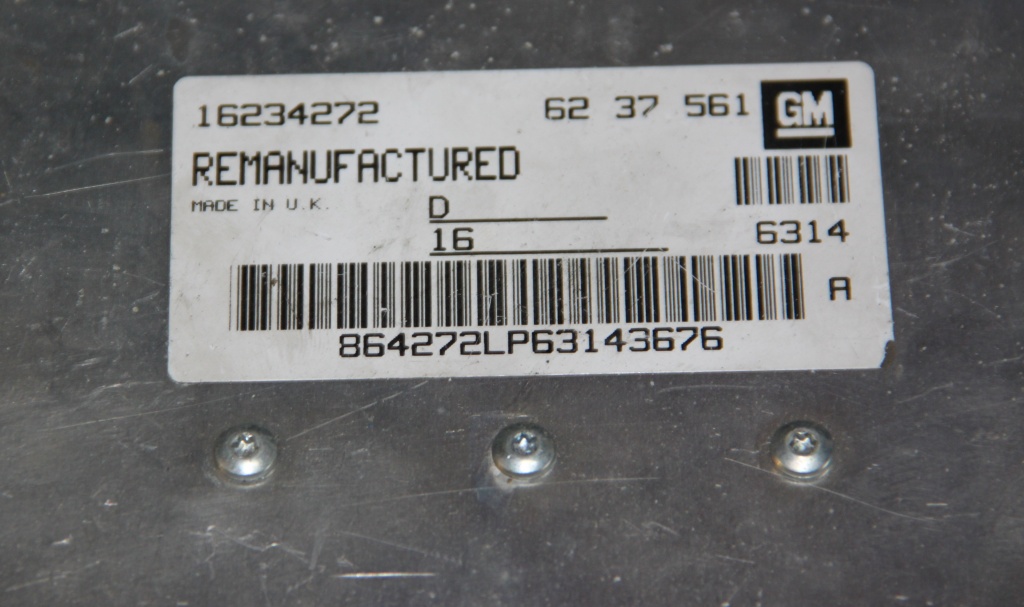 16234272 62 37 561 GM
REMANUFACTURED
MADE IN U.K. D
16 6314
A
864272LP63143676